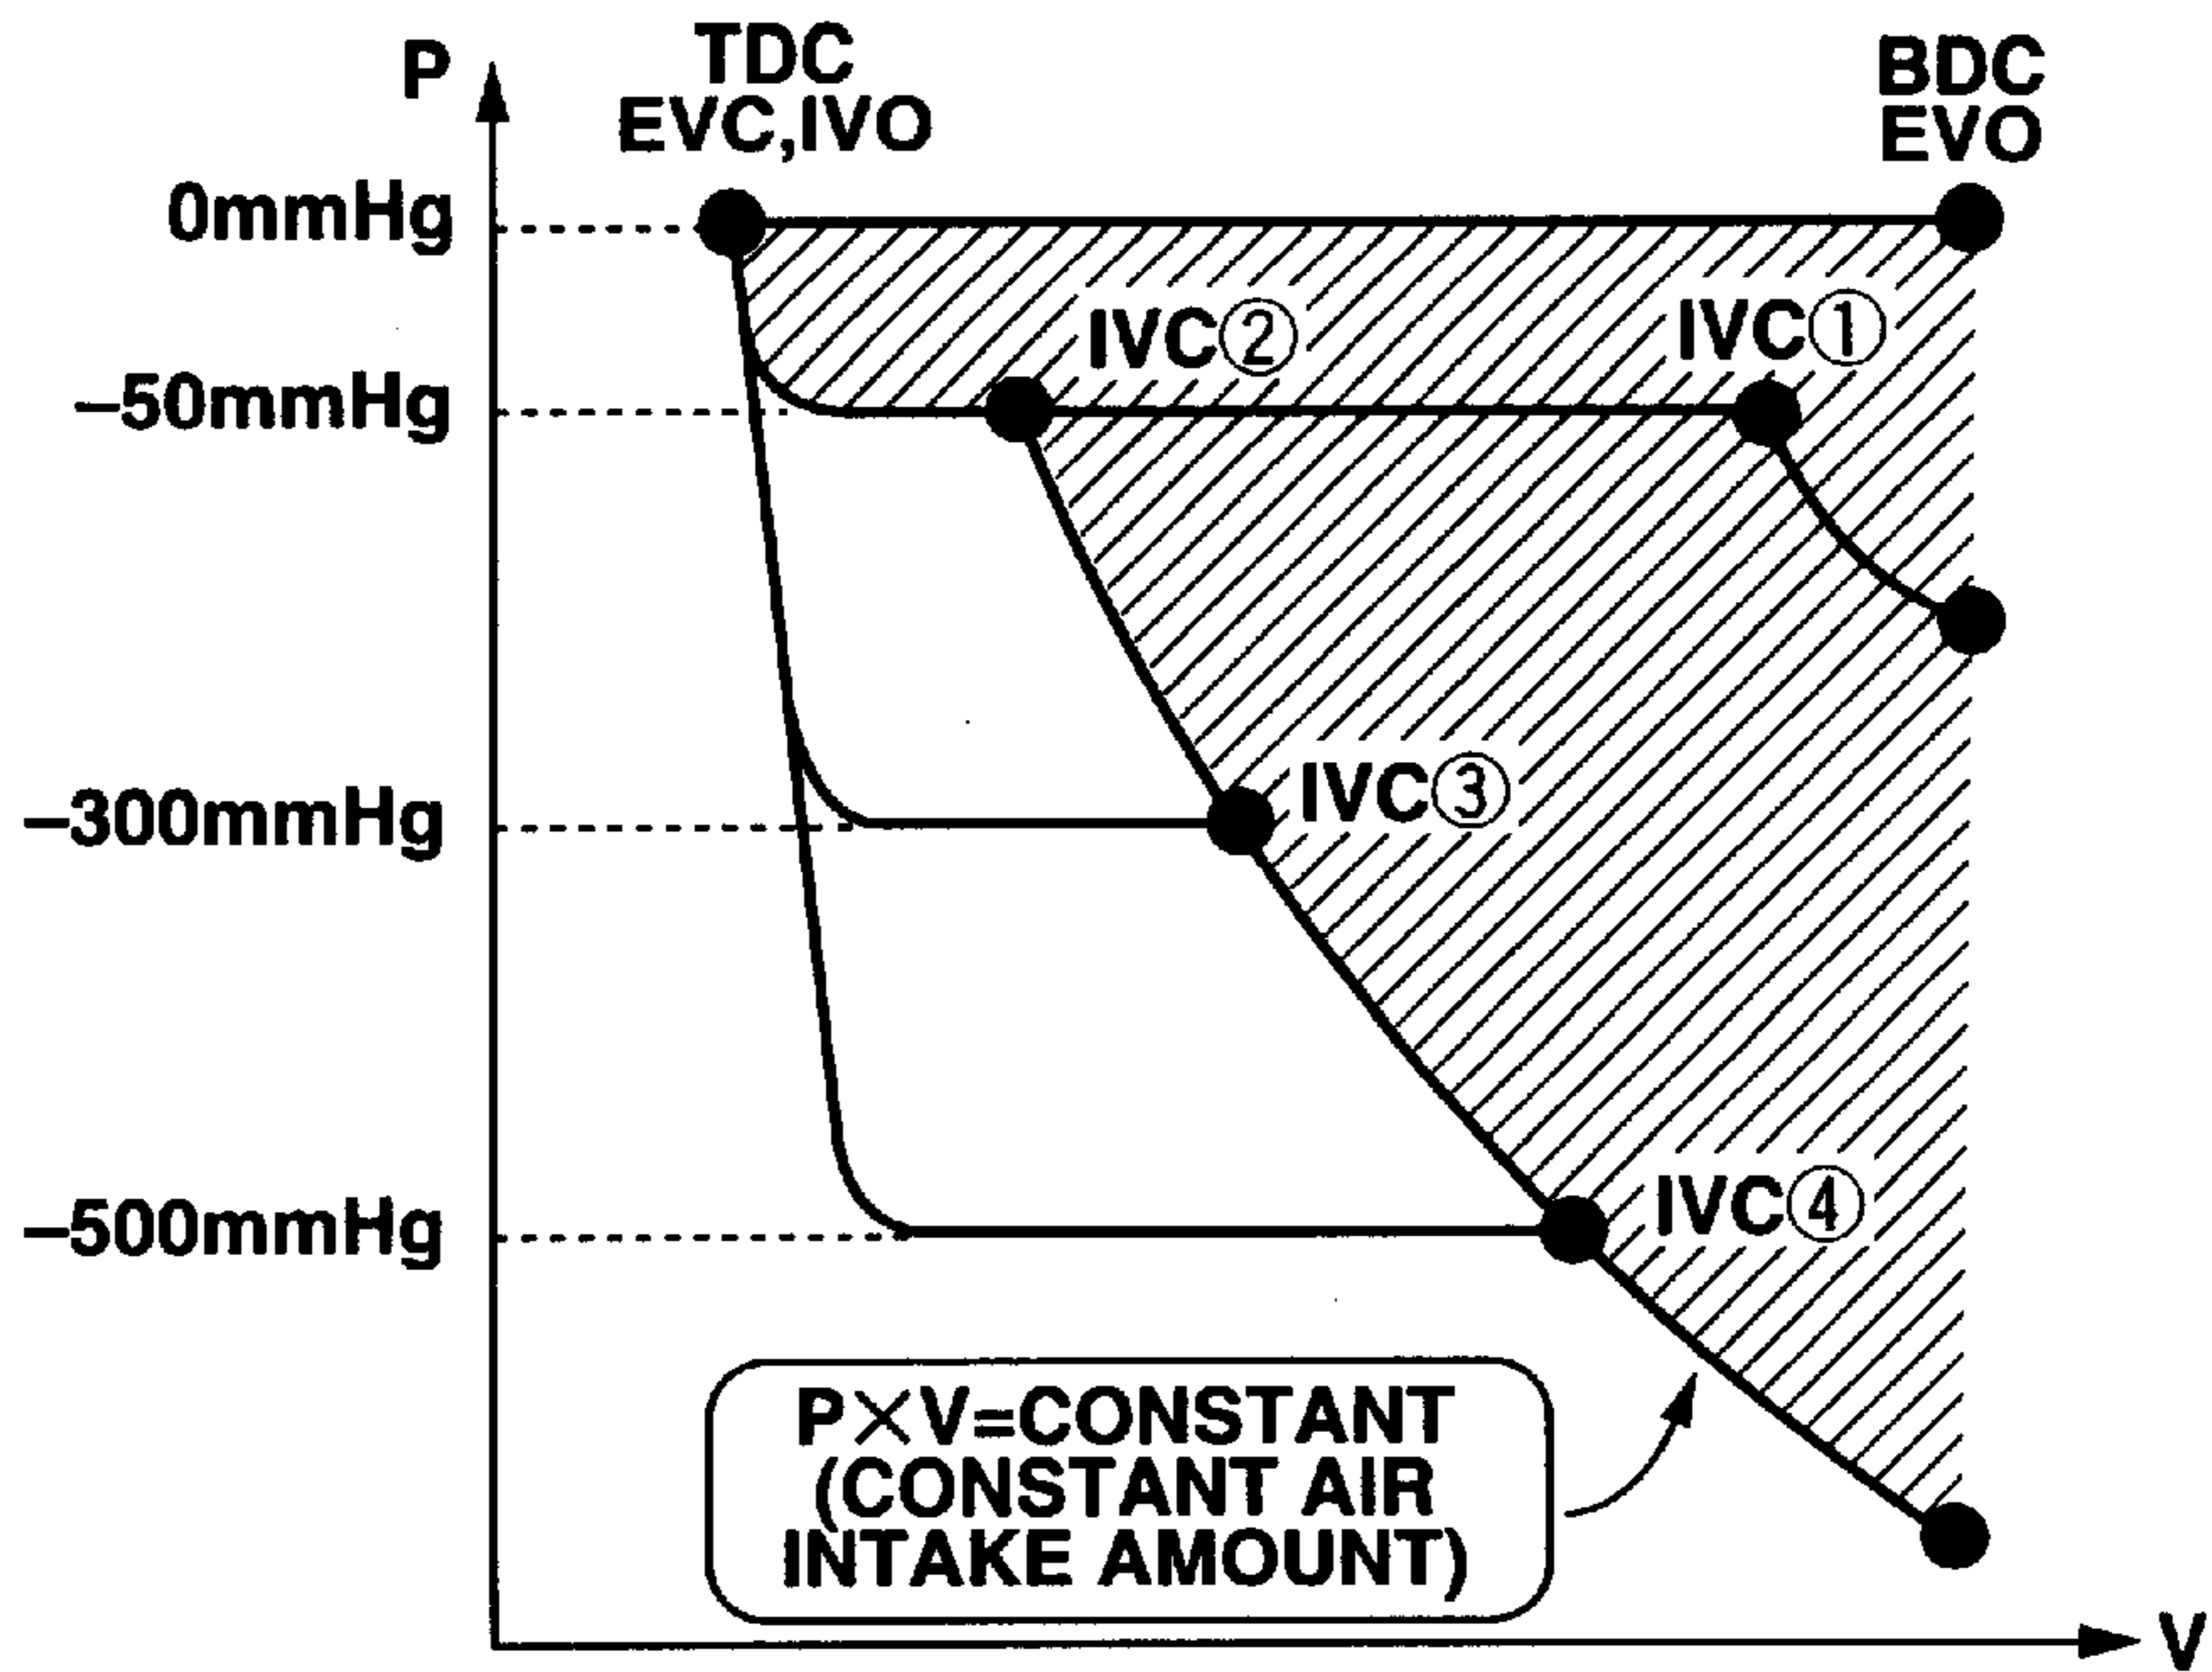 P
TDC
EVC,IVO
BDC
EVO
0mmHg
IVC②
IVC①
−50mmHg
IVC③
−300mmHg
IVC④
−500mmHg
P×V=CONSTANT
(CONSTANT AIR
INTAKE AMOUNT)
V